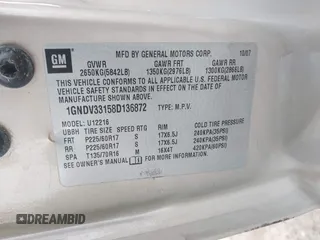 GM
MFD BY GENERAL MOTORS CORP. 10/07
GVWR GAWR FRT GAWR RR
2650KG(5842LB) 1350KG(2976LB) 1300KG(2866LB)
THIS VEHICLE CONFORMS TO ALL APPLICABLE U.S. FEDERAL
MOTOR VEHICLE SAFETY AND THEFT PREVENTION STANDARDS
IN EFFECT ON THE DATE OF MANUFACTURE SHOWN ABOVE.
1GNDV33158D136872 TYPE: M.P.V.
MODEL: U12216
TIRE SIZE SPEED RTG RIM COLD TIRE PRESSURE
FRT P225/60R17 S 17X6.5J 240KPA(35PSI)
RR P225/60R17 S 17X6.5J 240KPA(35PSI)
SPA T135/70R16 M 16X4T 420KPA(60PSI)
SEE OWNER'S MANUAL FOR ADDITIONAL INFORMATION.
DREAMBID